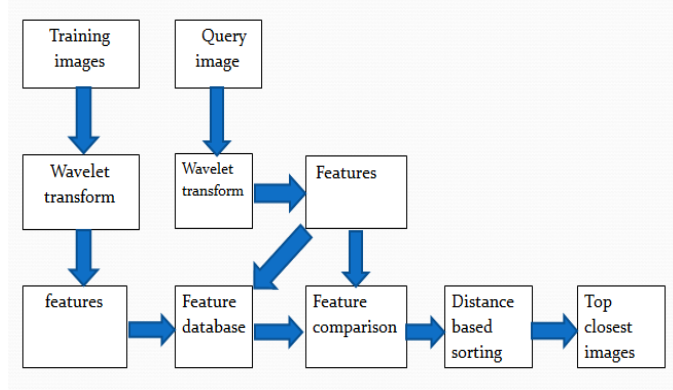 Training
images
Query
image
Wavelet
transform
Wavelet
transform
Features
features
Feature
database
Feature
comparison
Distance
based
sorting
Top
closest
images